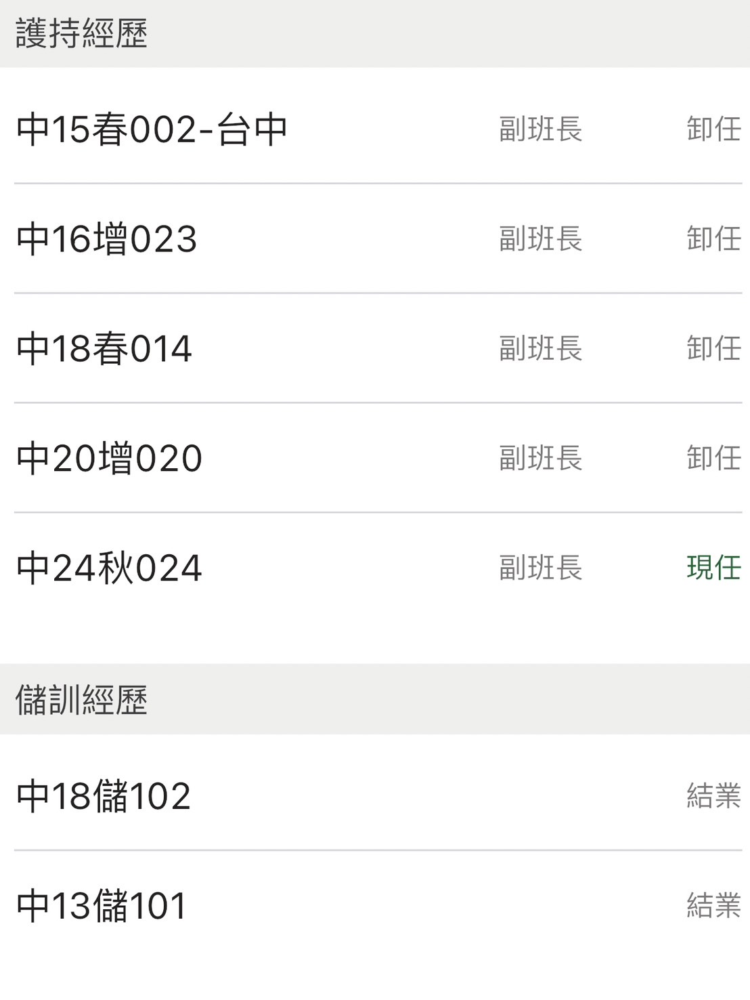 護持經歷
中15春002-台中 副班長 卸任
中16增023 副班長 卸任
中18春014 副班長 卸任
中20增020 副班長 卸任
中24秋024 副班長 現任
儲訓經歷
中18儲102 結業
中13儲101 結業